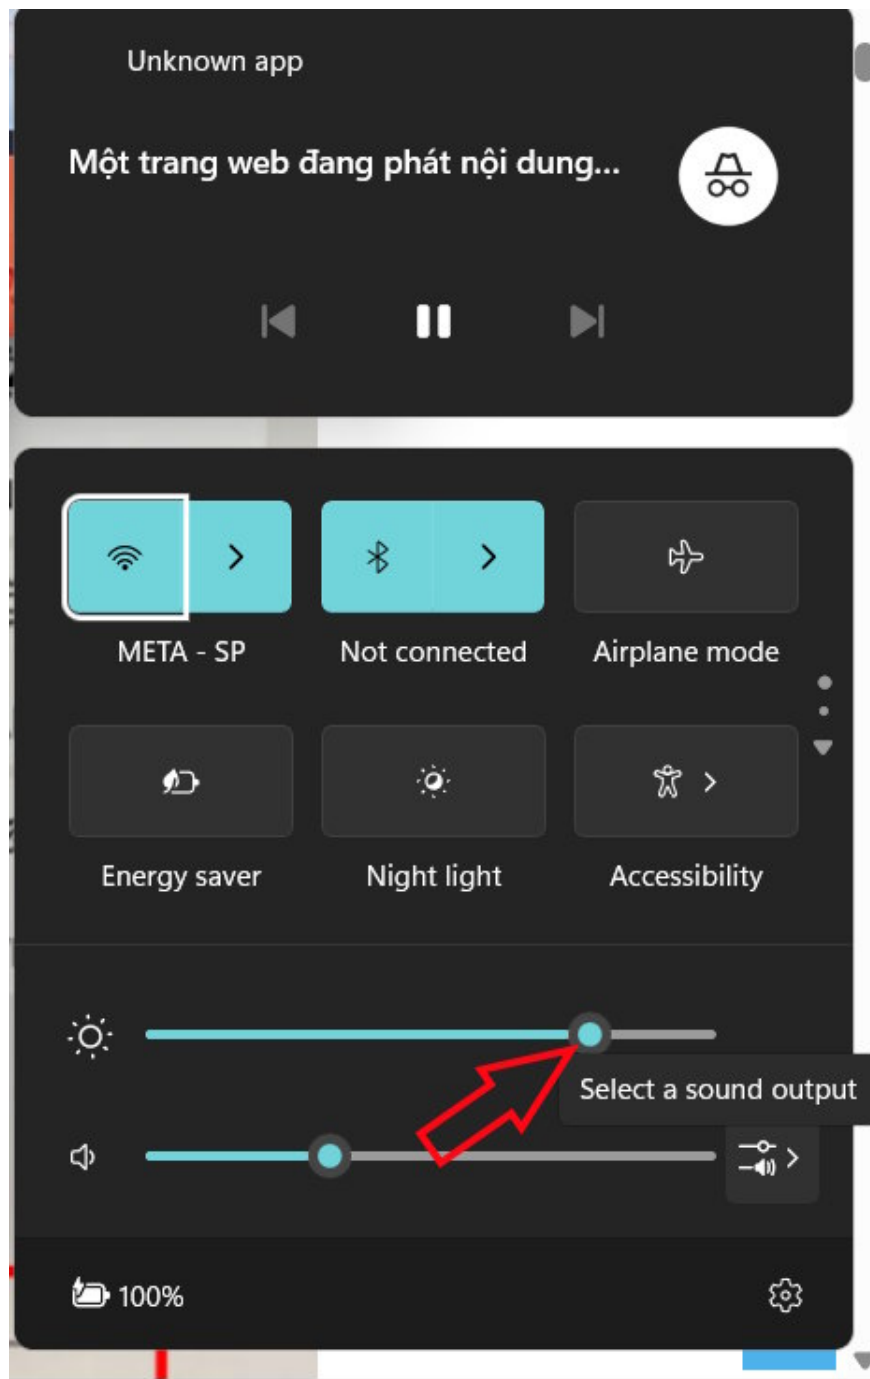 Unknown app
Một trang web đang phát nội dung...
META - SP
Not connected
Airplane mode
Energy saver
Night light
Accessibility
Select a sound output
100%